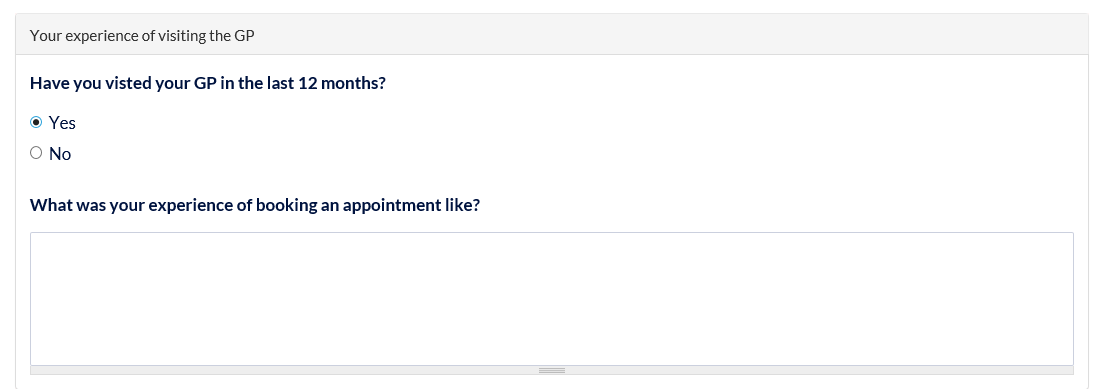 Your experience of visiting the GP
Have you visted your GP in the last 12 months?
Yes
No
What was your experience of booking an appointment like?